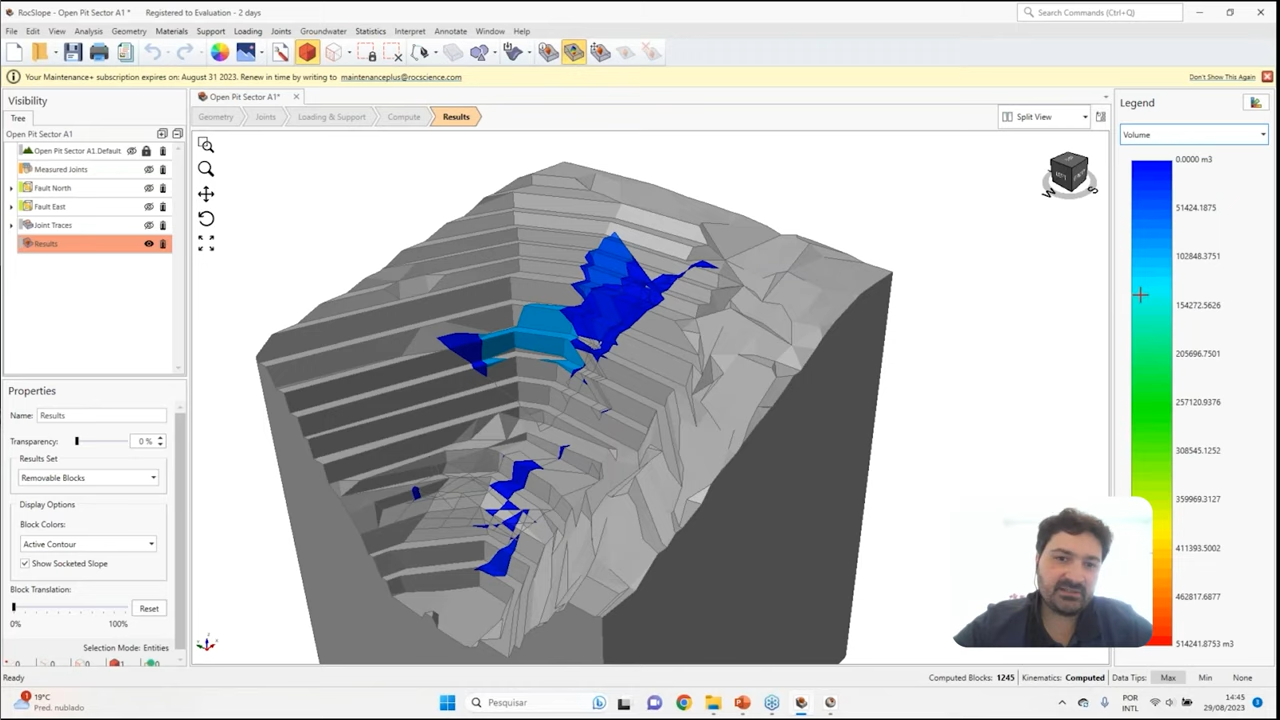 RocSlope - Open Pit Sector A1 * Registered to Evaluation - 2 days
Search Commands (Ctrl+Q)
File Edit View Analysis Geometry Materials Support Loading Joints Groundwater Statistics Interpret Annotate Window Help
Your Maintenance+ subscription expires on: August 31 2023. Renew in time by writing to maintenanceplus@rocscience.com
Don't Show This Again
Visibility
Tree
Open Pit Sector A1
Open Pit Sector A1.Default
Measured Joints
Fault North
Fault East
Joint Traces
Results
Properties
Name: Results
Transparency: 0 %
Results Set
Removable Blocks
Display Options
Block Colors:
Active Contour
Show Socketed Slope
Block Translation:
Reset
0% 100%
Selection Mode: Entities
Open Pit Sector A1*
Geometry Joints Loading & Support Compute Results
Split View
W S
Legend
Volume
0.0000 m3
51424.1875
102848.3751
154272.5626
205696.7501
257120.9376
308545.1252
359969.3127
411393.5002
462817.6877
514241.8753 m3
Ready
Computed Blocks: 1245 Kinematics: Computed Data Tips: Max Min None
19°C
Pred. nublado
Pesquisar
POR
INTL
14:45
29/08/2023